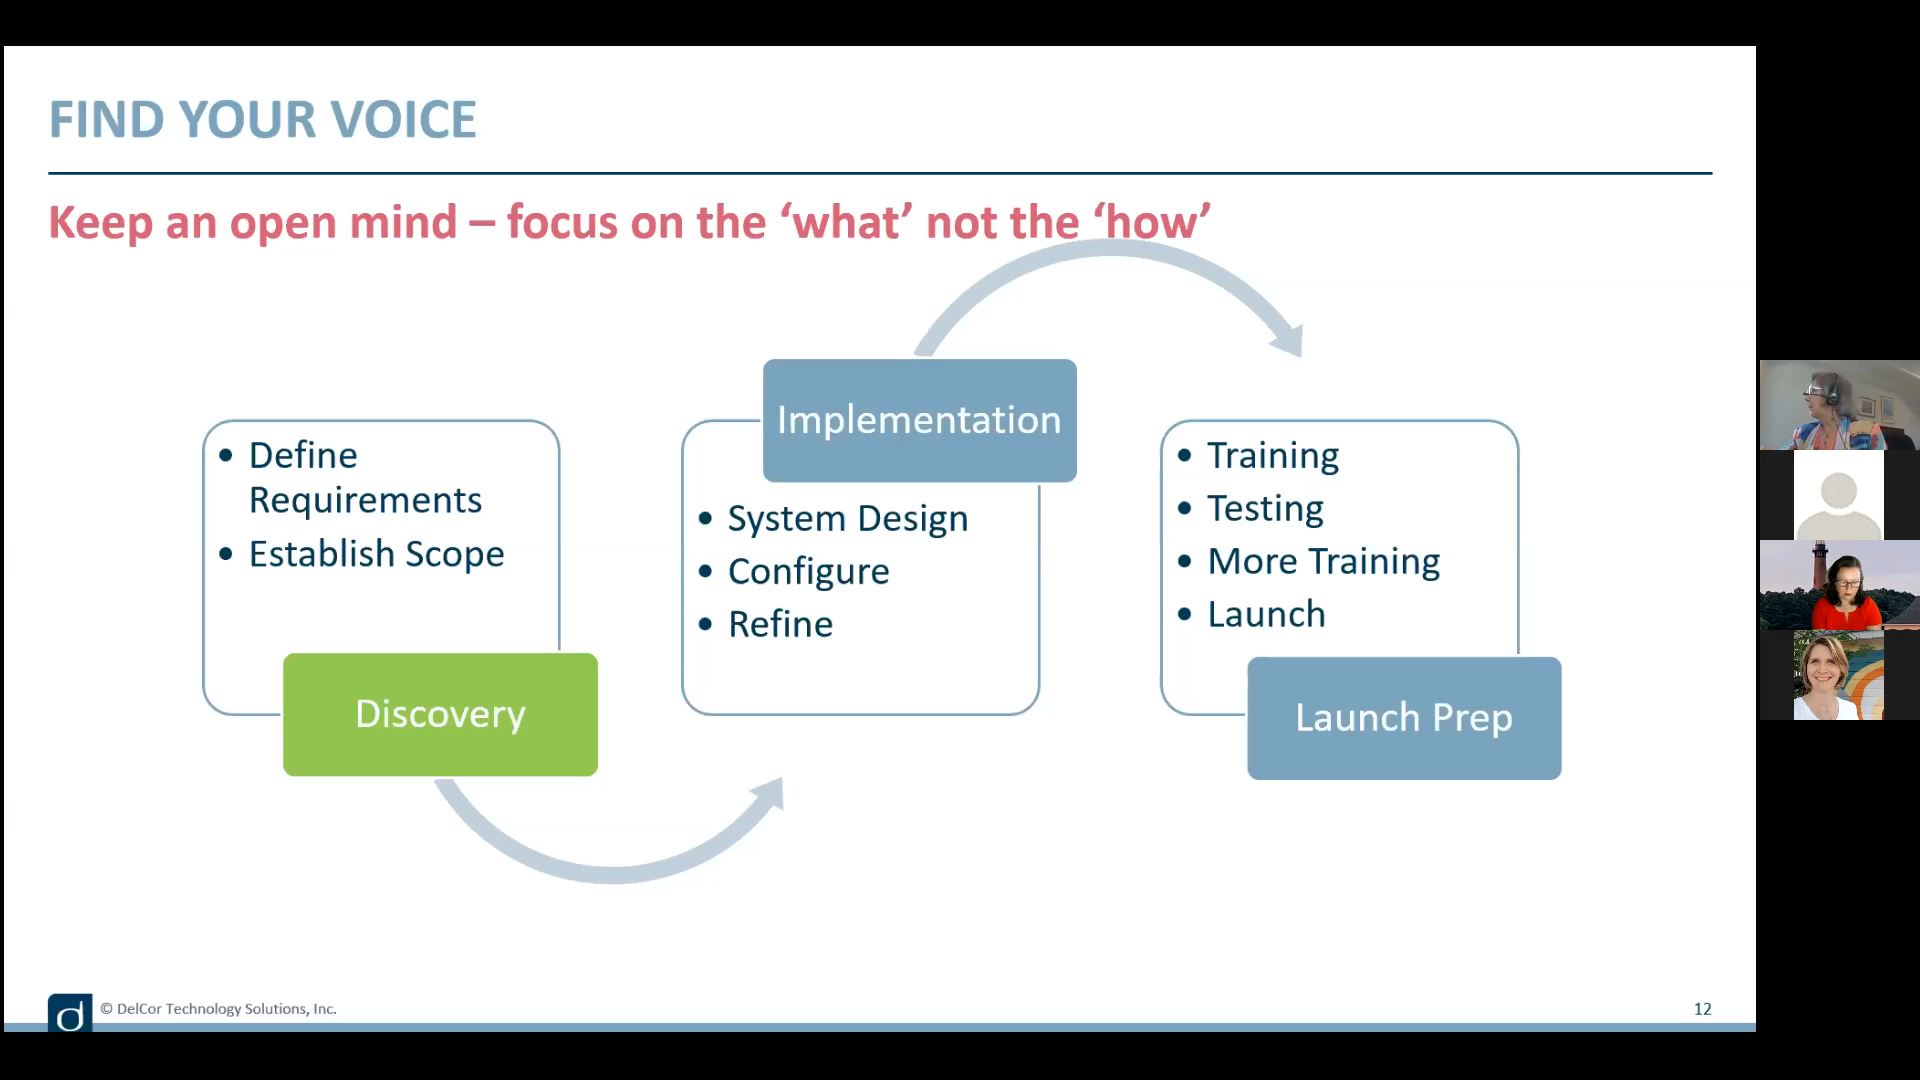 FIND YOUR VOICE
Keep an open mind – focus on the ‘what’ not the ‘how’
• Define
Requirements
• Establish Scope
Discovery
Implementation
• System Design
• Configure
• Refine
• Training
• Testing
• More Training
• Launch
Launch Prep
d © DelCor Technology Solutions, Inc.
12